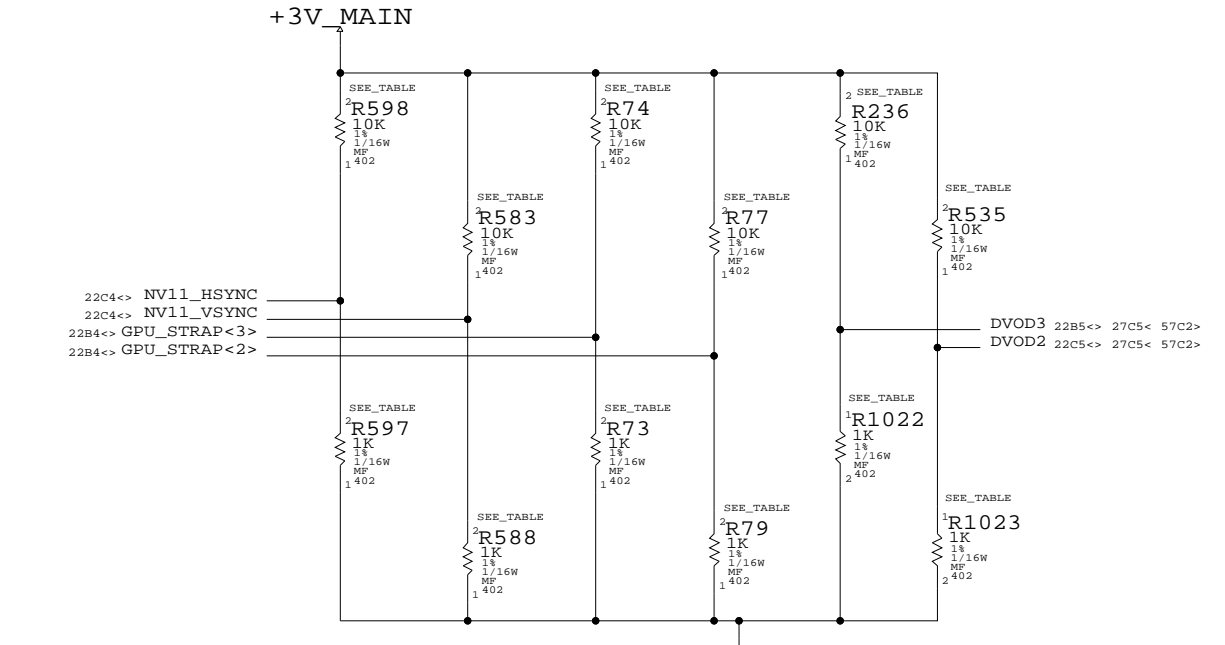 +3V_MAIN
SEE_TABLE
2
R598
10K
1%
1/16W
MF
402
1
SEE_TABLE
2
R74
10K
1%
1/16W
MF
402
1
SEE_TABLE
2
R236
10K
1%
1/16W
MF
402
1
SEE_TABLE
2
R583
10K
1%
1/16W
MF
402
1
SEE_TABLE
2
R77
10K
1%
1/16W
MF
402
1
SEE_TABLE
2
R535
10K
1%
1/16W
MF
402
1
22C4<> NV11_HSYNC
22C4<> NV11_VSYNC
22B4<> GPU_STRAP<3>
22B4<> GPU_STRAP<2>
DVOD3 22B5<> 27C5< 57C2>
DVOD2 22C5<> 27C5< 57C2>
SEE_TABLE
2
R597
1K
1%
1/16W
MF
402
1
SEE_TABLE
2
R73
1K
1%
1/16W
MF
402
1
SEE_TABLE
1
R1022
1K
1%
1/16W
MF
402
2
SEE_TABLE
2
R588
1K
1%
1/16W
MF
402
1
SEE_TABLE
2
R79
1K
1%
1/16W
MF
402
1
SEE_TABLE
1
R1023
1K
1%
1/16W
MF
402
2